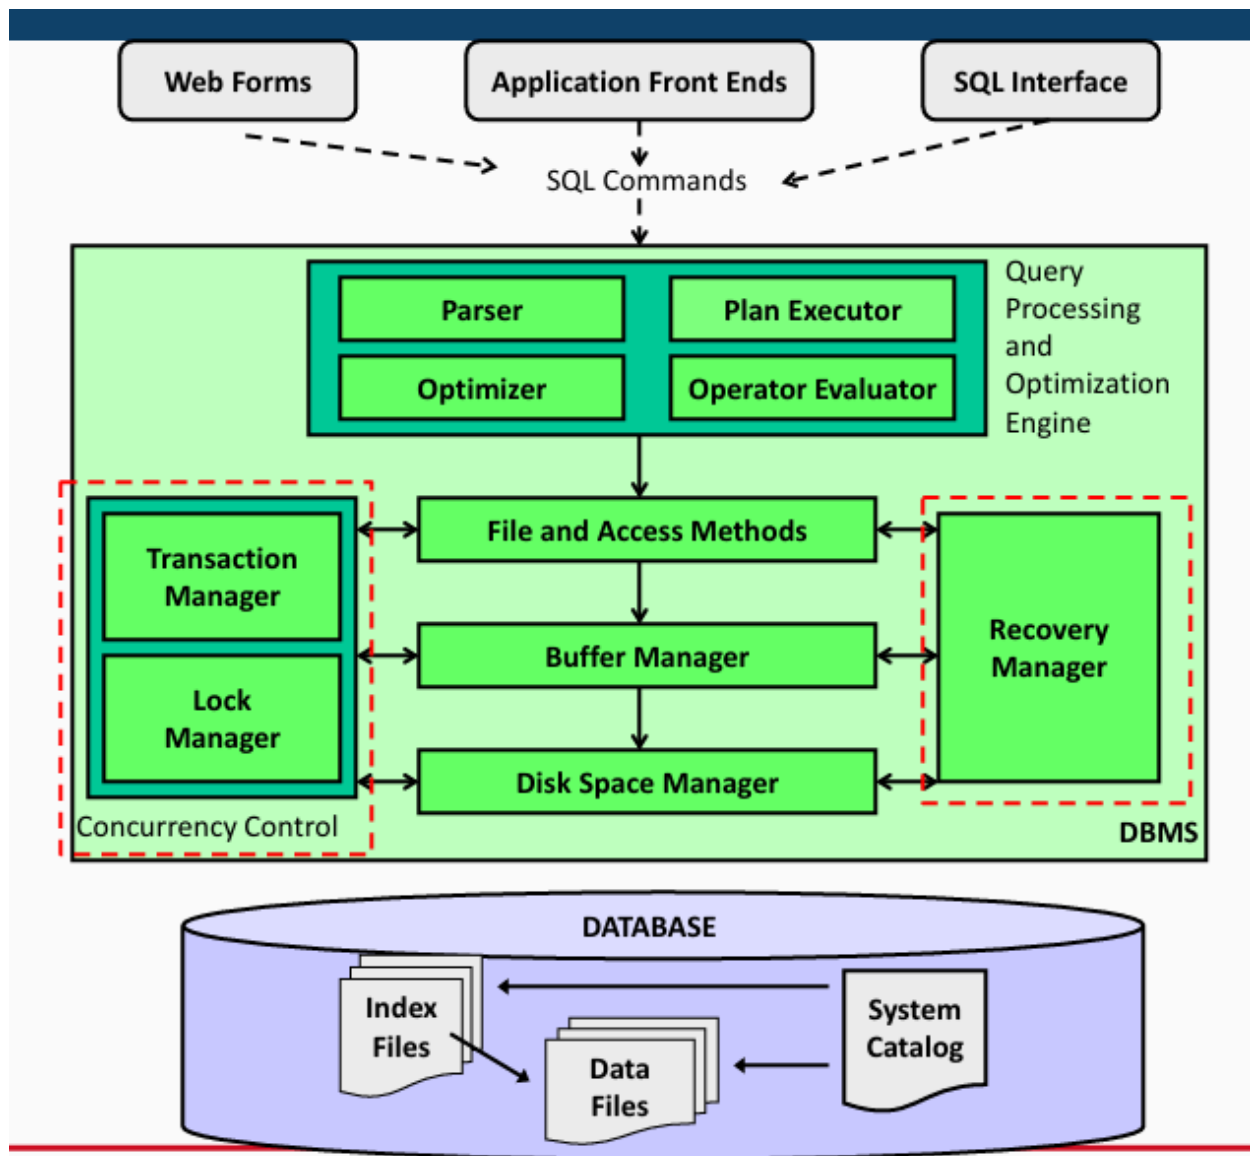 Web Forms
Application Front Ends
SQL Interface
SQL Commands
Parser
Plan Executor
Optimizer
Operator Evaluator
Query
Processing
and
Optimization
Engine
Transaction
Manager
Lock
Manager
Concurrency Control
File and Access Methods
Buffer Manager
Disk Space Manager
Recovery
Manager
DBMS
DATABASE
Index
Files
Data
Files
System
Catalog